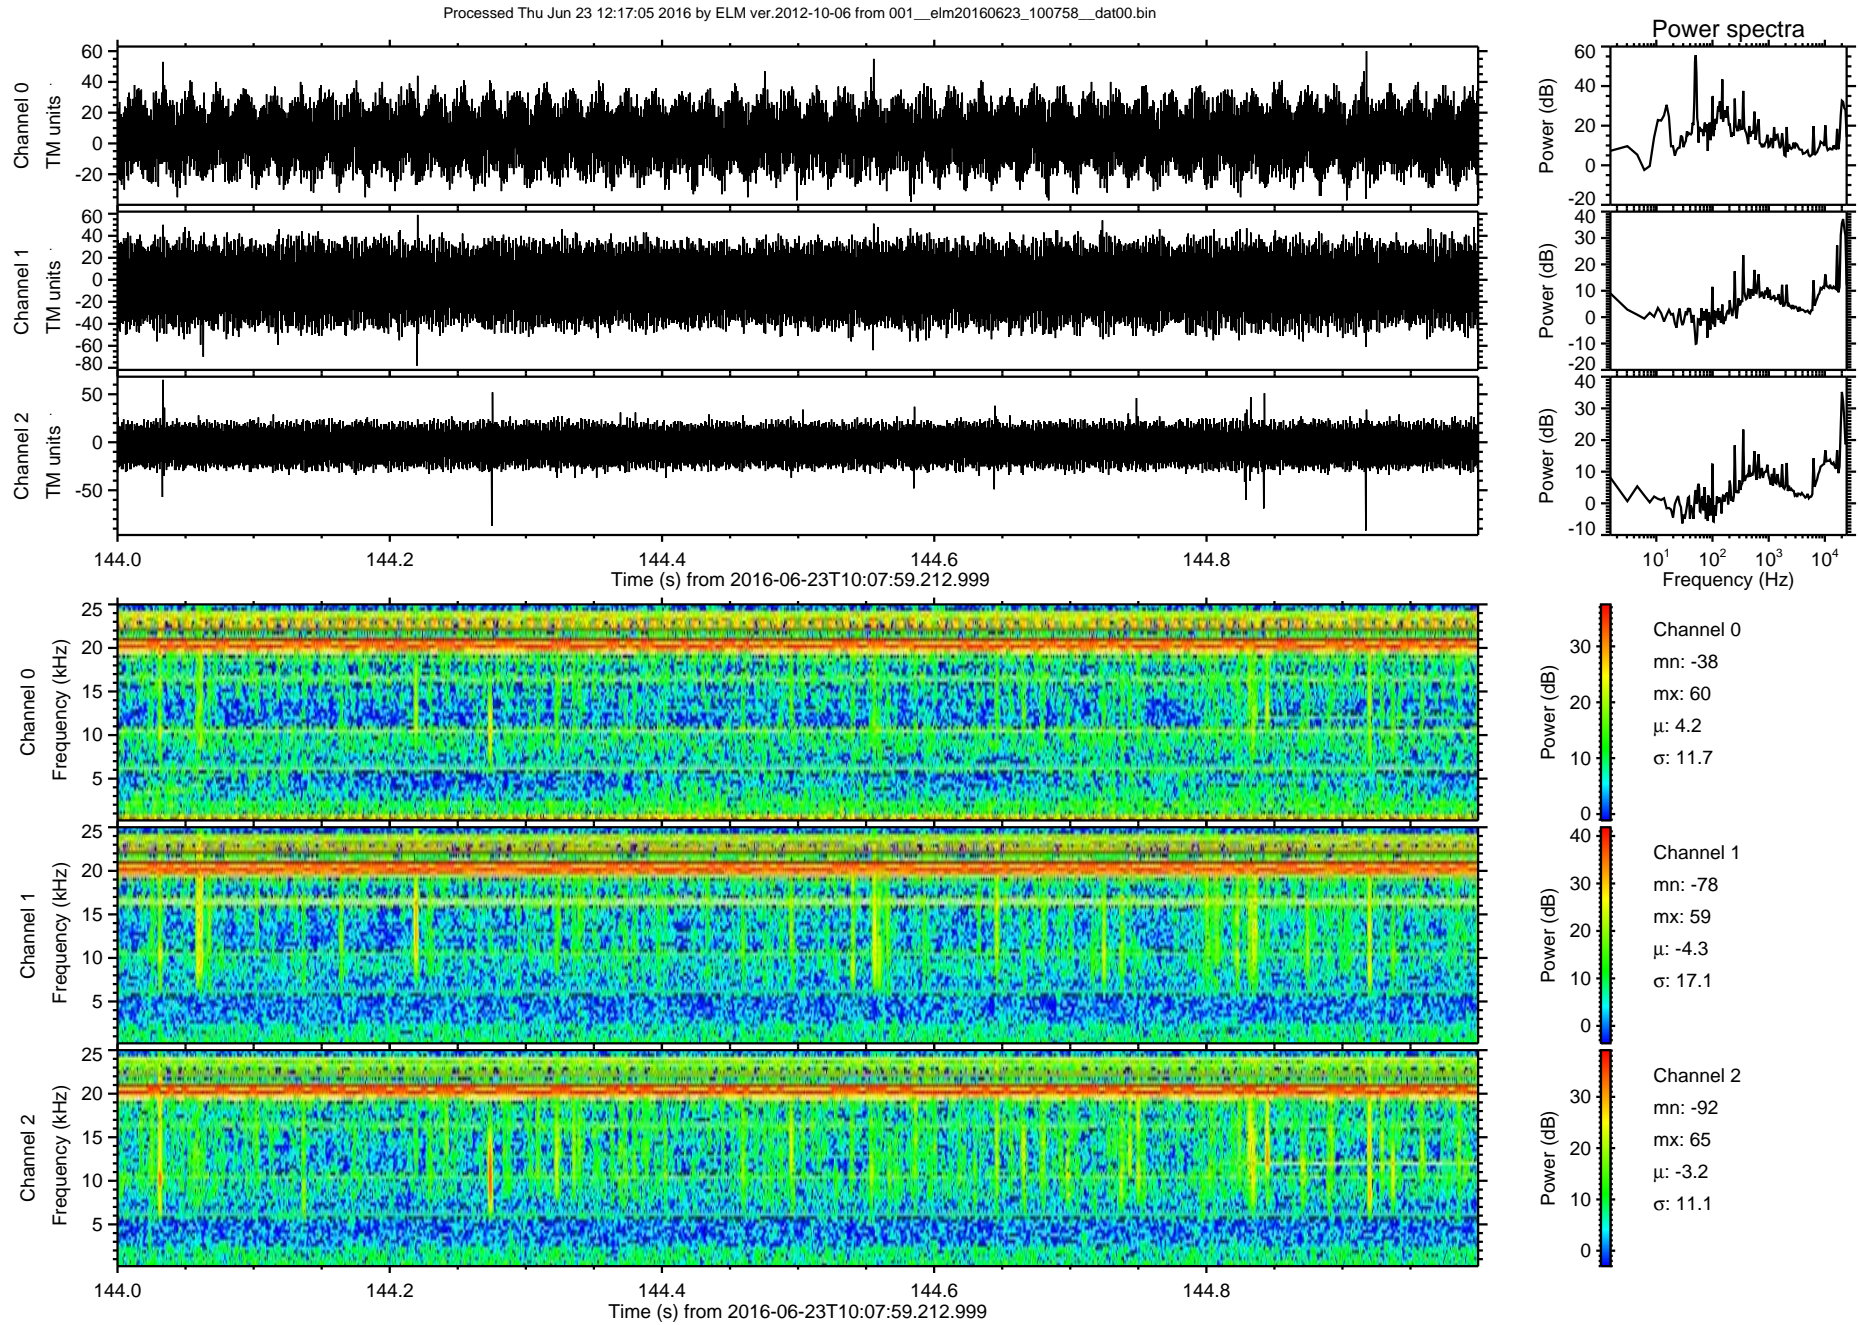 Processed Thu Jun 23 12:17:05 2016 by ELM ver.2012-10-06 from 001__elm20160623_100758__dat00.bin
Power spectra
Channel 0
TM units
60
40
20
0
-20
Power (dB)
60
40
20
0
-20
Channel 1
TM units
60
40
20
0
-20
-40
-60
-80
Power (dB)
40
30
20
10
0
-10
-20
Channel 2
TM units
50
0
-50
Power (dB)
40
30
20
10
0
-10
144.0 144.2 144.4 144.6 144.8
Time (s) from 2016-06-23T10:07:59.212.999
10¹ 10² 10³ 10⁴
Frequency (Hz)
Channel 0
Frequency (kHz)
25
20
15
10
5
Power (dB)
30
20
10
0
Channel 0
mn: -38
mx: 60
μ: 4.2
σ: 11.7
Channel 1
Frequency (kHz)
25
20
15
10
5
Power (dB)
40
30
20
10
0
Channel 1
mn: -78
mx: 59
μ: -4.3
σ: 17.1
Channel 2
Frequency (kHz)
25
20
15
10
5
Power (dB)
30
20
10
0
Channel 2
mn: -92
mx: 65
μ: -3.2
σ: 11.1
144.0 144.2 144.4 144.6 144.8
Time (s) from 2016-06-23T10:07:59.212.999